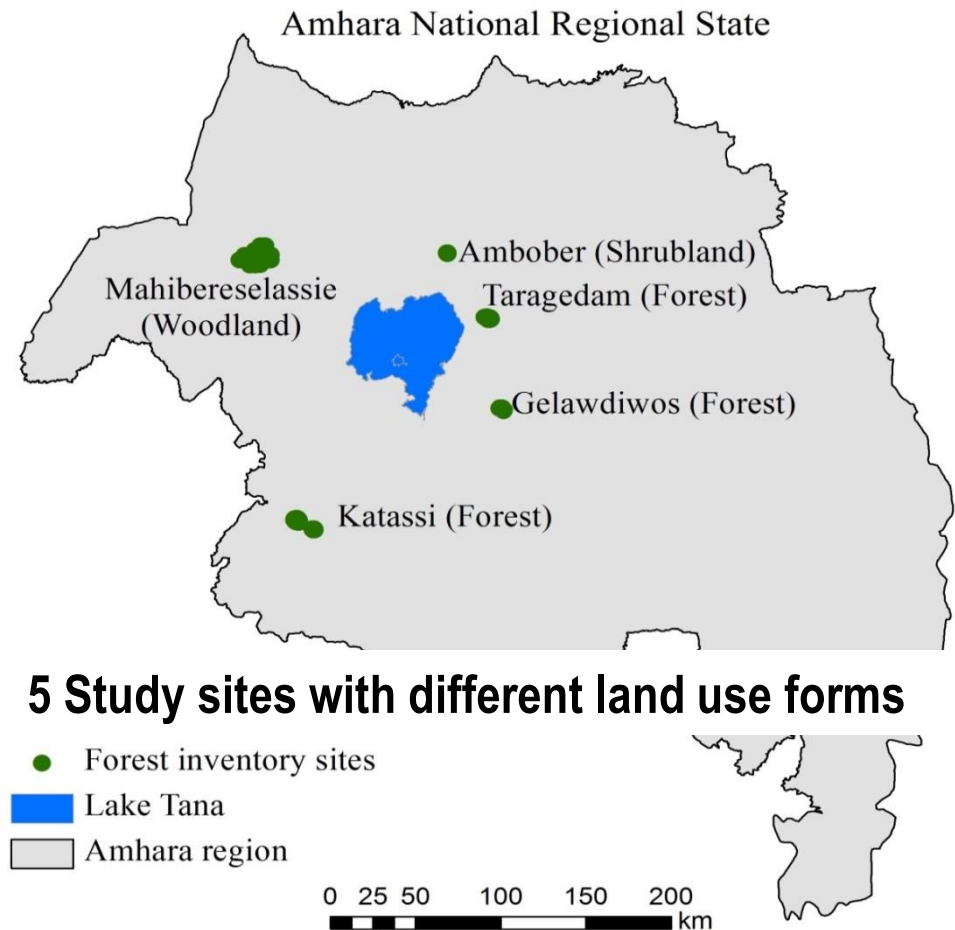 Amhara National Regional State
Ambober (Shrubland)
Mahibereselassie
(Woodland)
Taragedam (Forest)
Gelawdiwos (Forest)
Katassi (Forest)
5 Study sites with different land use forms
Forest inventory sites
Lake Tana
Amhara region
0 25 50 100 150 200
km